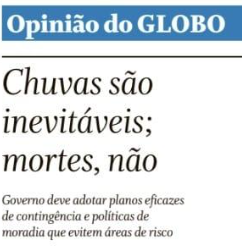 Opinião do GLOBO
Chuvas são
inevitáveis;
mortes, não
Governo deve adotar planos eficazes
de contingência e políticas de
moradia que evitem áreas de risco